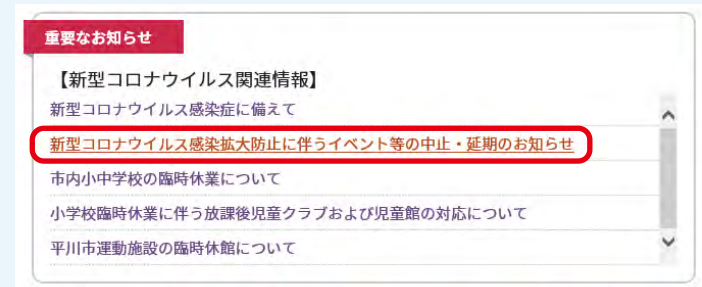 重要なお知らせ
【新型コロナウイルス関連情報】
新型コロナウイルス感染症に備えて
新型コロナウイルス感染拡大防止に伴うイベント等の中止・延期のお知らせ
市内小中学校の臨時休業について
小学校臨時休業に伴う放課後児童クラブおよび児童館の対応について
平川市運動施設の臨時休館について